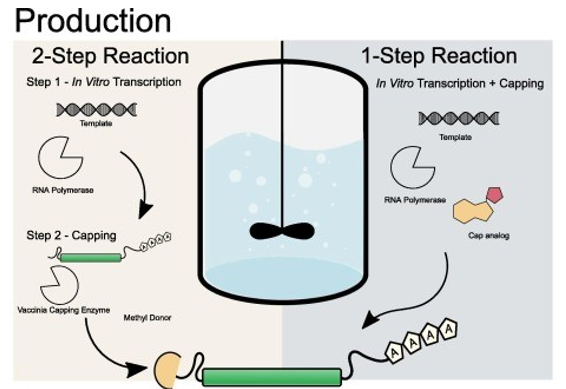 Production
2-Step Reaction
Step 1 - In Vitro Transcription
Template
RNA Polymerase
Step 2 - Capping
AAAA
Vaccinia Capping Enzyme
Methyl Donor
1-Step Reaction
In Vitro Transcription + Capping
Template
RNA Polymerase
Cap analog
A A A A